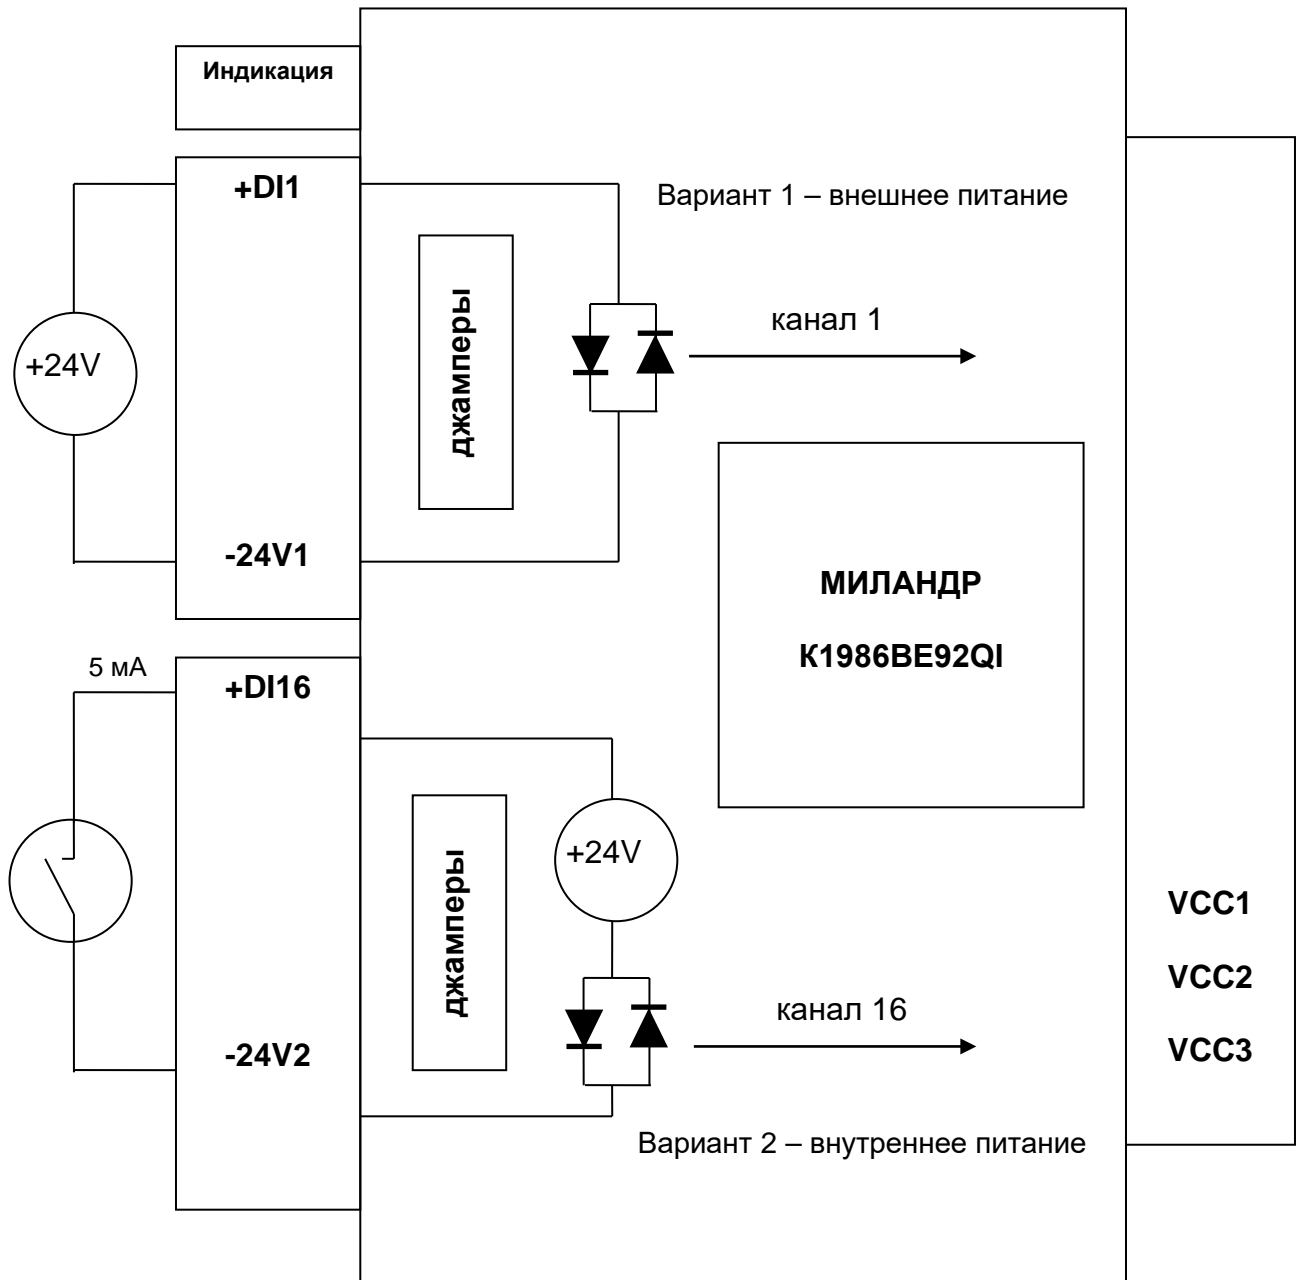 Индикация
+DI1
Вариант 1 – внешнее питание
джамперы
канал 1
+24V
-24V1
МИЛАНДР
К1986ВЕ92QI
5 мА
+DI16
джамперы
+24V
VCC1
VCC2
канал 16
-24V2
VCC3
Вариант 2 – внутреннее питание